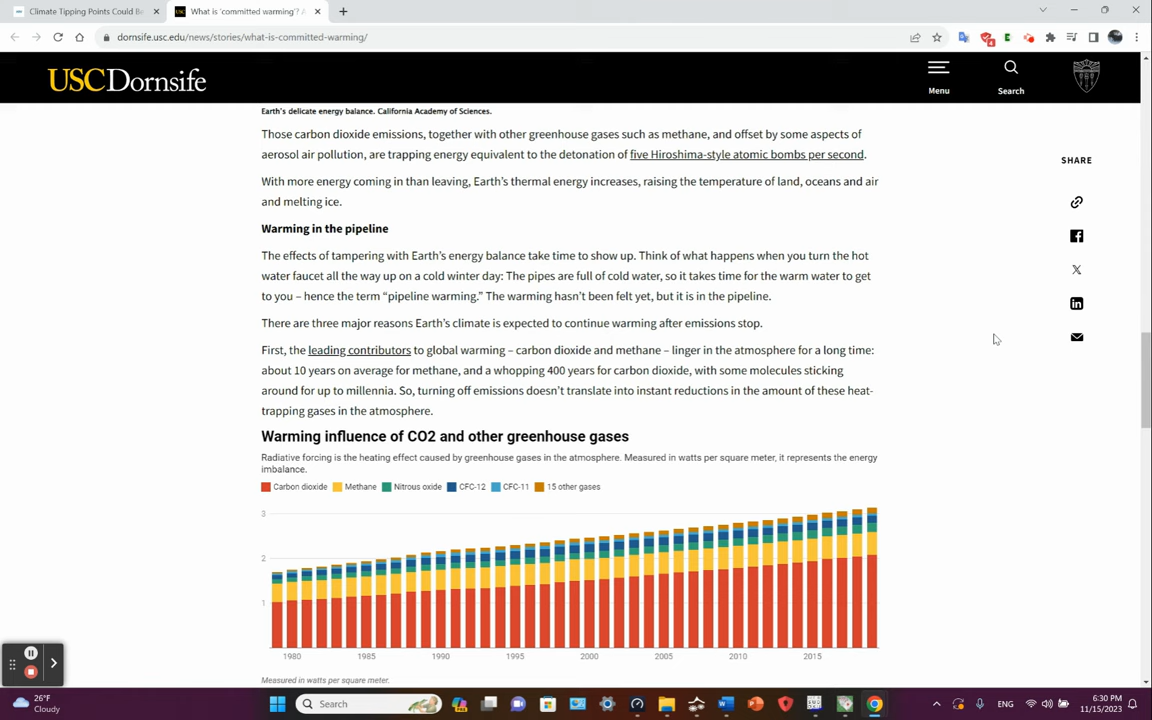 Climate Tipping Points Could Be
What is 'committed warming'? A
dornsife.usc.edu/news/stories/what-is-committed-warming/
USCDornsife
Menu
Search
Earth's delicate energy balance. California Academy of Sciences.
Those carbon dioxide emissions, together with other greenhouse gases such as methane, and offset by some aspects of
aerosol air pollution, are trapping energy equivalent to the detonation of five Hiroshima-style atomic bombs per second.
With more energy coming in than leaving, Earth's thermal energy increases, raising the temperature of land, oceans and air
and melting ice.
Warming in the pipeline
The effects of tampering with Earth's energy balance take time to show up. Think of what happens when you turn the hot
water faucet all the way up on a cold winter day: The pipes are full of cold water, so it takes time for the warm water to get
to you – hence the term "pipeline warming." The warming hasn't been felt yet, but it is in the pipeline.
There are three major reasons Earth's climate is expected to continue warming after emissions stop.
First, the leading contributors to global warming – carbon dioxide and methane – linger in the atmosphere for a long time:
about 10 years on average for methane, and a whopping 400 years for carbon dioxide, with some molecules sticking
around for up to millennia. So, turning off emissions doesn't translate into instant reductions in the amount of these heat-
trapping gases in the atmosphere.
SHARE
Warming influence of CO2 and other greenhouse gases
Radiative forcing is the heating effect caused by greenhouse gases in the atmosphere. Measured in watts per square meter, it represents the energy
imbalance.
Carbon dioxide Methane Nitrous oxide CFC-12 CFC-11 15 other gases
3
2
1
1980 1985 1990 1995 2000 2005 2010 2015
Measured in watts per square meter.
26°F
Cloudy
Search
ENG
6:30 PM
11/15/2023